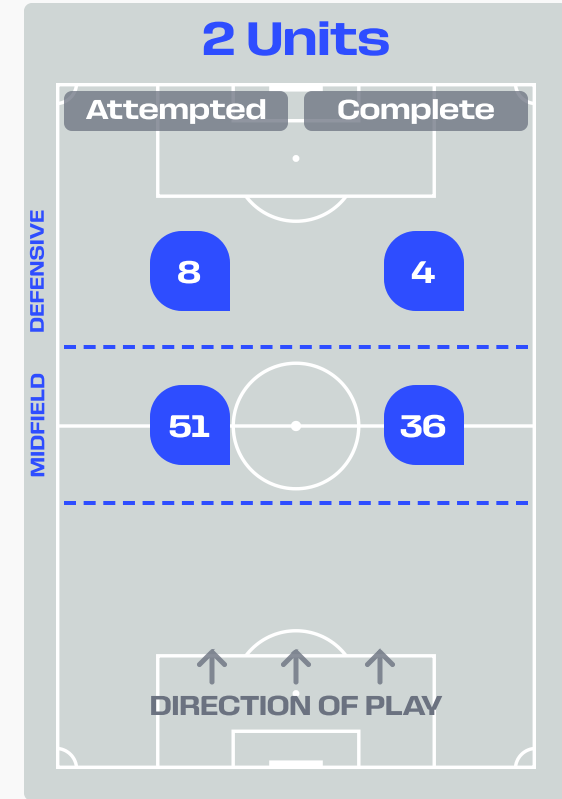 2 Units
Attempted Complete
DEFENSIVE
8 4
MIDFIELD
51 36
DIRECTION OF PLAY